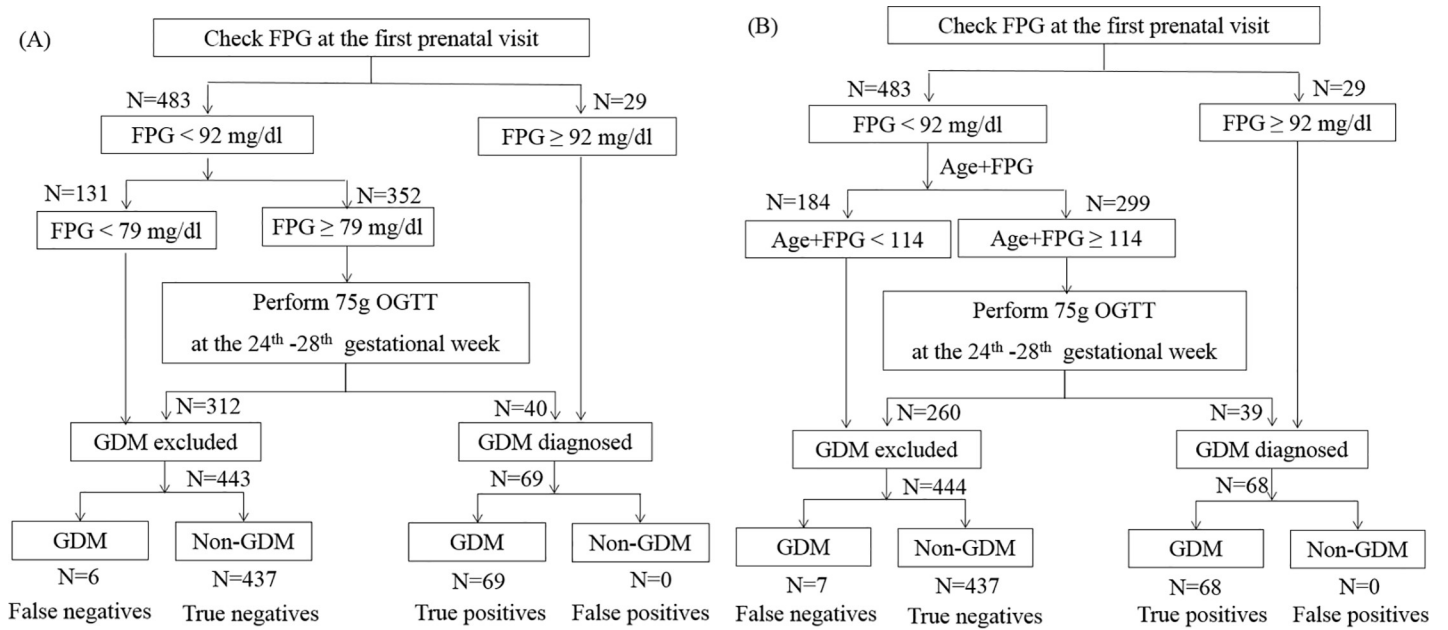 (A)
Check FPG at the first prenatal visit
N=483
N=29
FPG < 92 mg/dl
FPG ≥ 92 mg/dl
N=131
N=352
FPG < 79 mg/dl
FPG ≥ 79 mg/dl
Perform 75g OGTT
at the 24th -28th gestational week
N=312
N=40
GDM excluded
GDM diagnosed
N=443
N=69
GDM
Non-GDM
GDM
Non-GDM
N=6
N=437
N=69
N=0
False negatives
True negatives
True positives
False positives
(B)
Check FPG at the first prenatal visit
N=483
N=29
FPG < 92 mg/dl
FPG ≥ 92 mg/dl
Age+FPG
N=184
N=299
Age+FPG < 114
Age+FPG ≥ 114
Perform 75g OGTT
at the 24th -28th gestational week
N=260
N=39
GDM excluded
GDM diagnosed
N=444
N=68
GDM
Non-GDM
GDM
Non-GDM
N=7
N=437
N=68
N=0
False negatives
True negatives
True positives
False positives